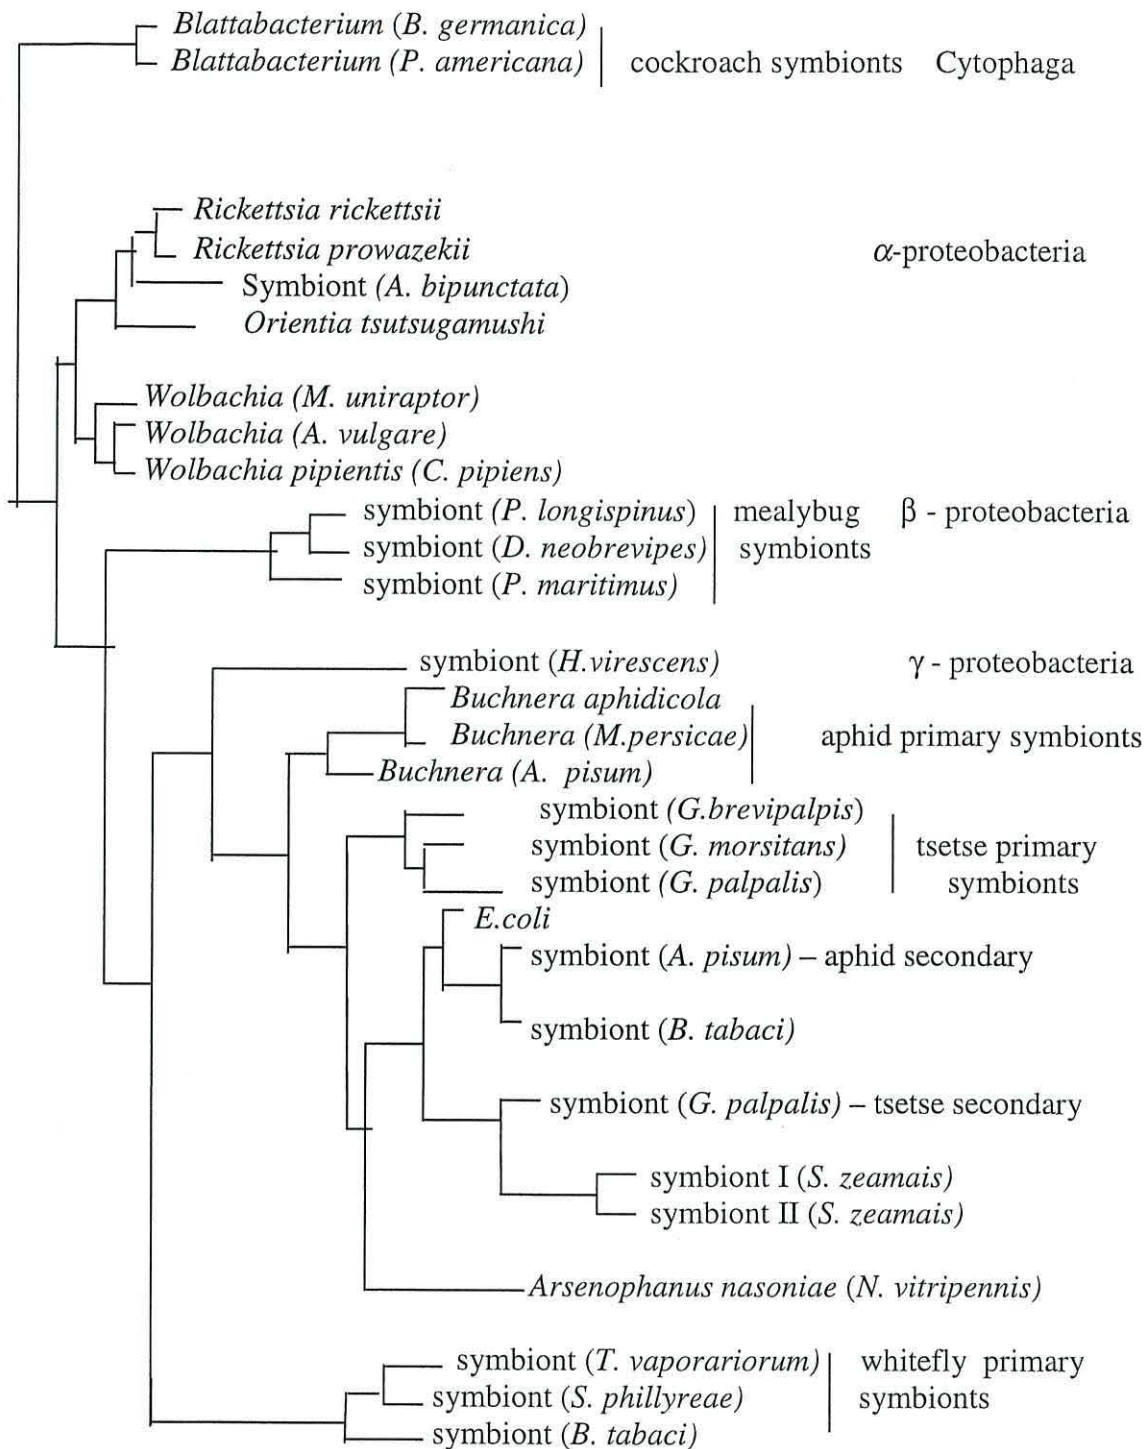 Blattabacterium (B. germanica)
Blattabacterium (P. americana) cockroach symbionts Cytophaga
Rickettsia rickettsii
Rickettsia prowazekii α-proteobacteria
Symbiont (A. bipunctata)
Orientia tsutsugamushi
Wolbachia (M. uniraptor)
Wolbachia (A. vulgare)
Wolbachia pipientis (C. pipiens)
symbiont (P. longispinus) mealybug β - proteobacteria
symbiont (D. neobrevipes) symbionts
symbiont (P. maritimus)
symbiont (H.virescens) γ - proteobacteria
Buchnera aphidicola
Buchnera (M.persicae) aphid primary symbionts
Buchnera (A. pisum)
symbiont (G.brevipalpis)
symbiont (G. morsitans) tsetse primary
symbiont (G. palpalis) symbionts
E.coli
symbiont (A. pisum) – aphid secondary
symbiont (B. tabaci)
symbiont (G. palpalis) – tsetse secondary
symbiont I (S. zeamais)
symbiont II (S. zeamais)
Arsenophanus nasoniae (N. vitripennis)
symbiont (T. vaporariorum) whitefly primary
symbiont (S. phillyreae) symbionts
symbiont (B. tabaci)